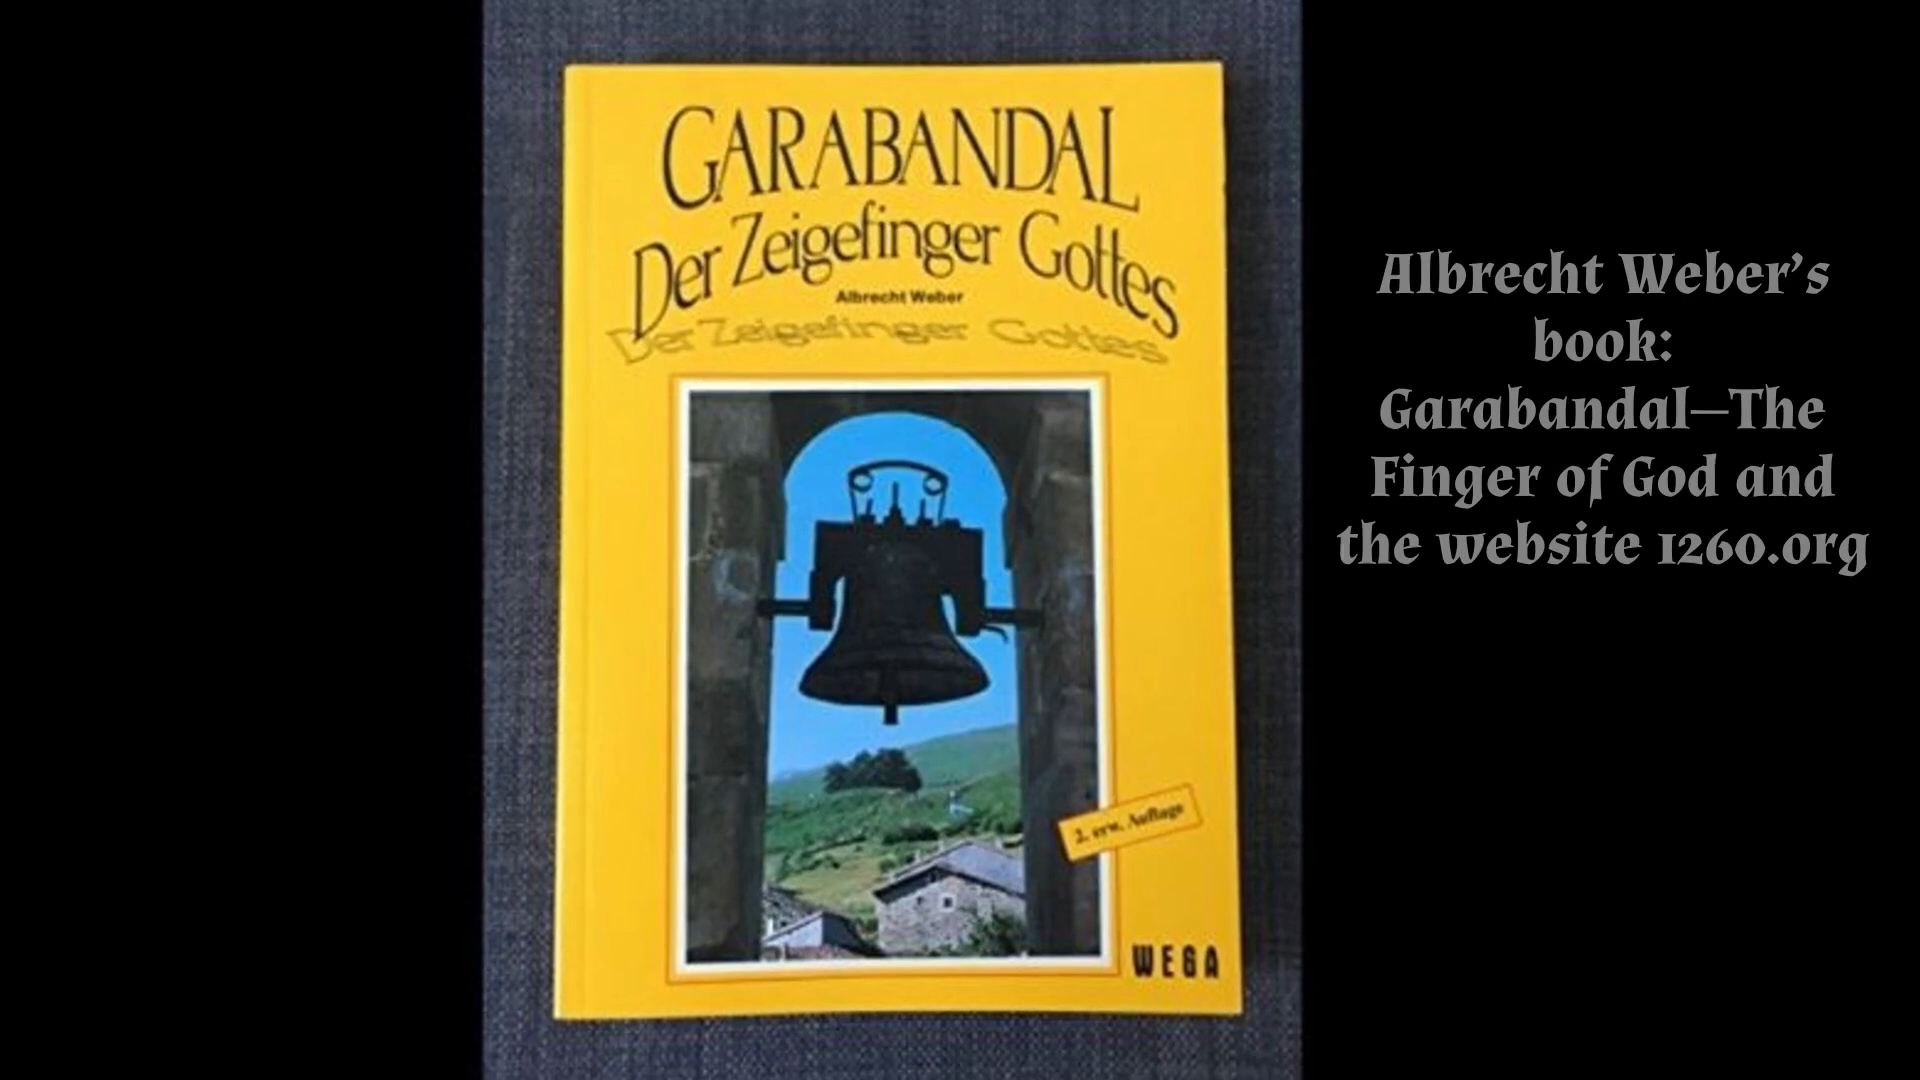 GARABANDAL
Der Zeigefinger Gottes
Albrecht Weber
Der Zeigefinger Gottes
2. erw. Auflage
WEGA
Albrecht Weber’s
book:
Garabandal—The
Finger of God and
the website 1260.org